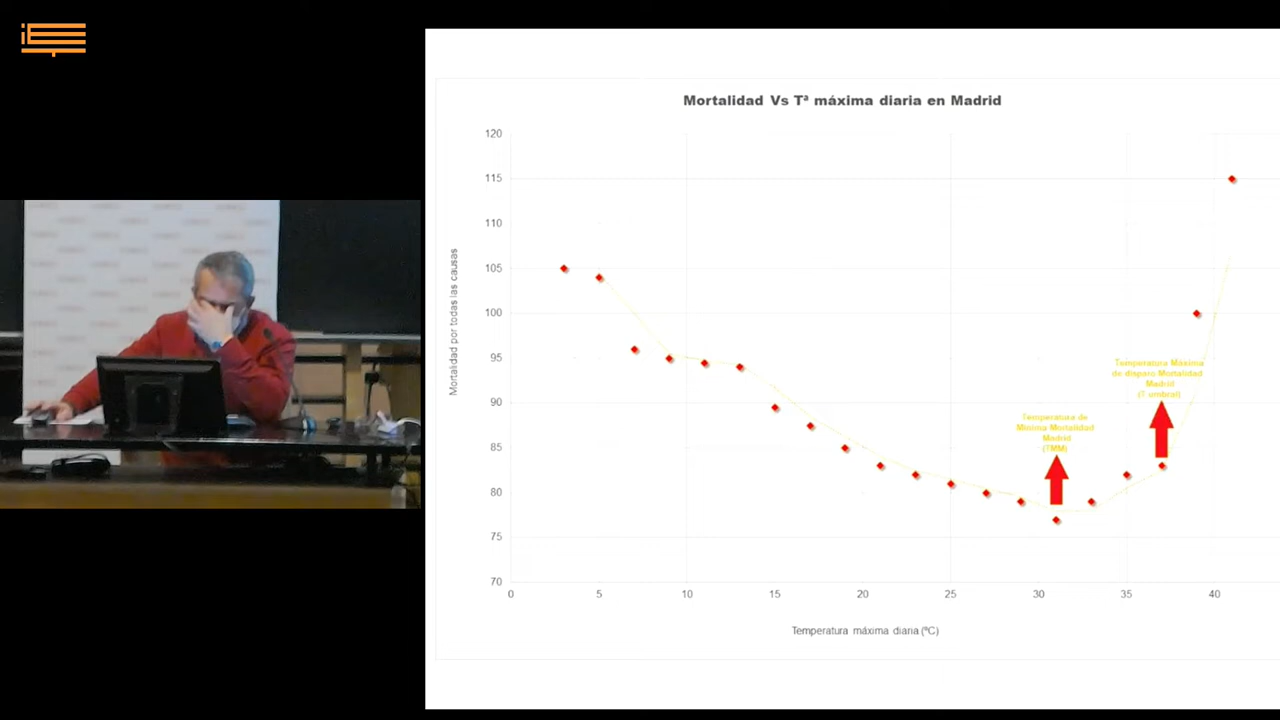 Mortalidad Vs Tª máxima diaria en Madrid
120
115
110
105
100
95
90
85
80
75
70
Mortalidad por todas las causas
Temperatura Máxima
de disparo Mortalidad
Madrid
(T umbral)
Temperatura de
Mínima Mortalidad
Madrid
(TMM)
0
5
10
15
20
25
30
35
40
Temperatura máxima diaria (ºC)